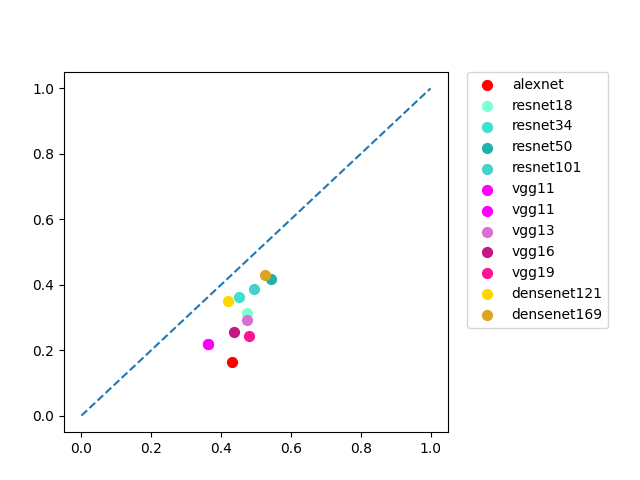 1.0
0.8
0.6
0.4
0.2
0.0
0.0 0.2 0.4 0.6 0.8 1.0
alexnet
resnet18
resnet34
resnet50
resnet101
vgg11
vgg11
vgg13
vgg16
vgg19
densenet121
densenet169